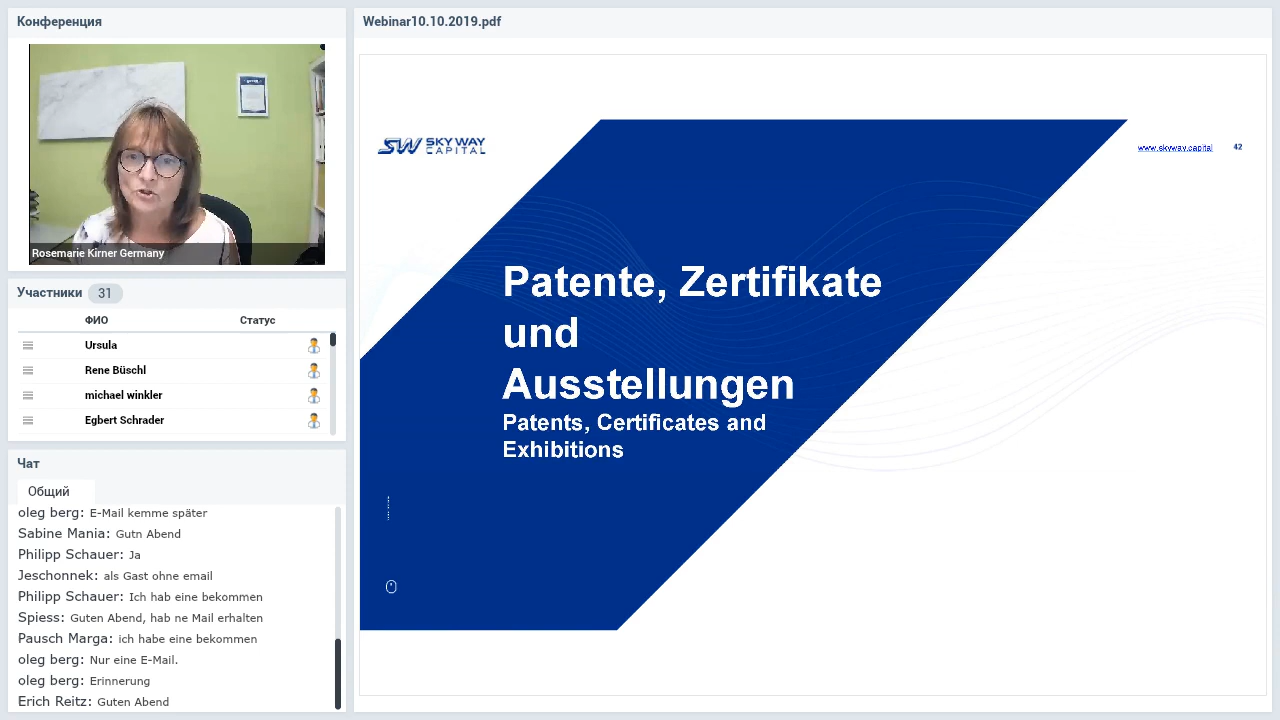 Конференция
Rosemarie Kirner Germany
Участники 31
ФИО Статус
Ursula
Rene Büschl
michael winkler
Egbert Schrader
Чат
Общий
oleg berg: E-Mail kemme später
Sabine Mania: Gutn Abend
Philipp Schauer: Ja
Jeschonnek: als Gast ohne email
Philipp Schauer: Ich hab eine bekommen
Spiess: Guten Abend, hab ne Mail erhalten
Pausch Marga: ich habe eine bekommen
oleg berg: Nur eine E-Mail.
oleg berg: Erinnerung
Erich Reitz: Guten Abend
Webinar10.10.2019.pdf
SW SKY WAY
CAPITAL
www.skyway.capital 42
Patente, Zertifikate
und
Ausstellungen
Patents, Certificates and
Exhibitions